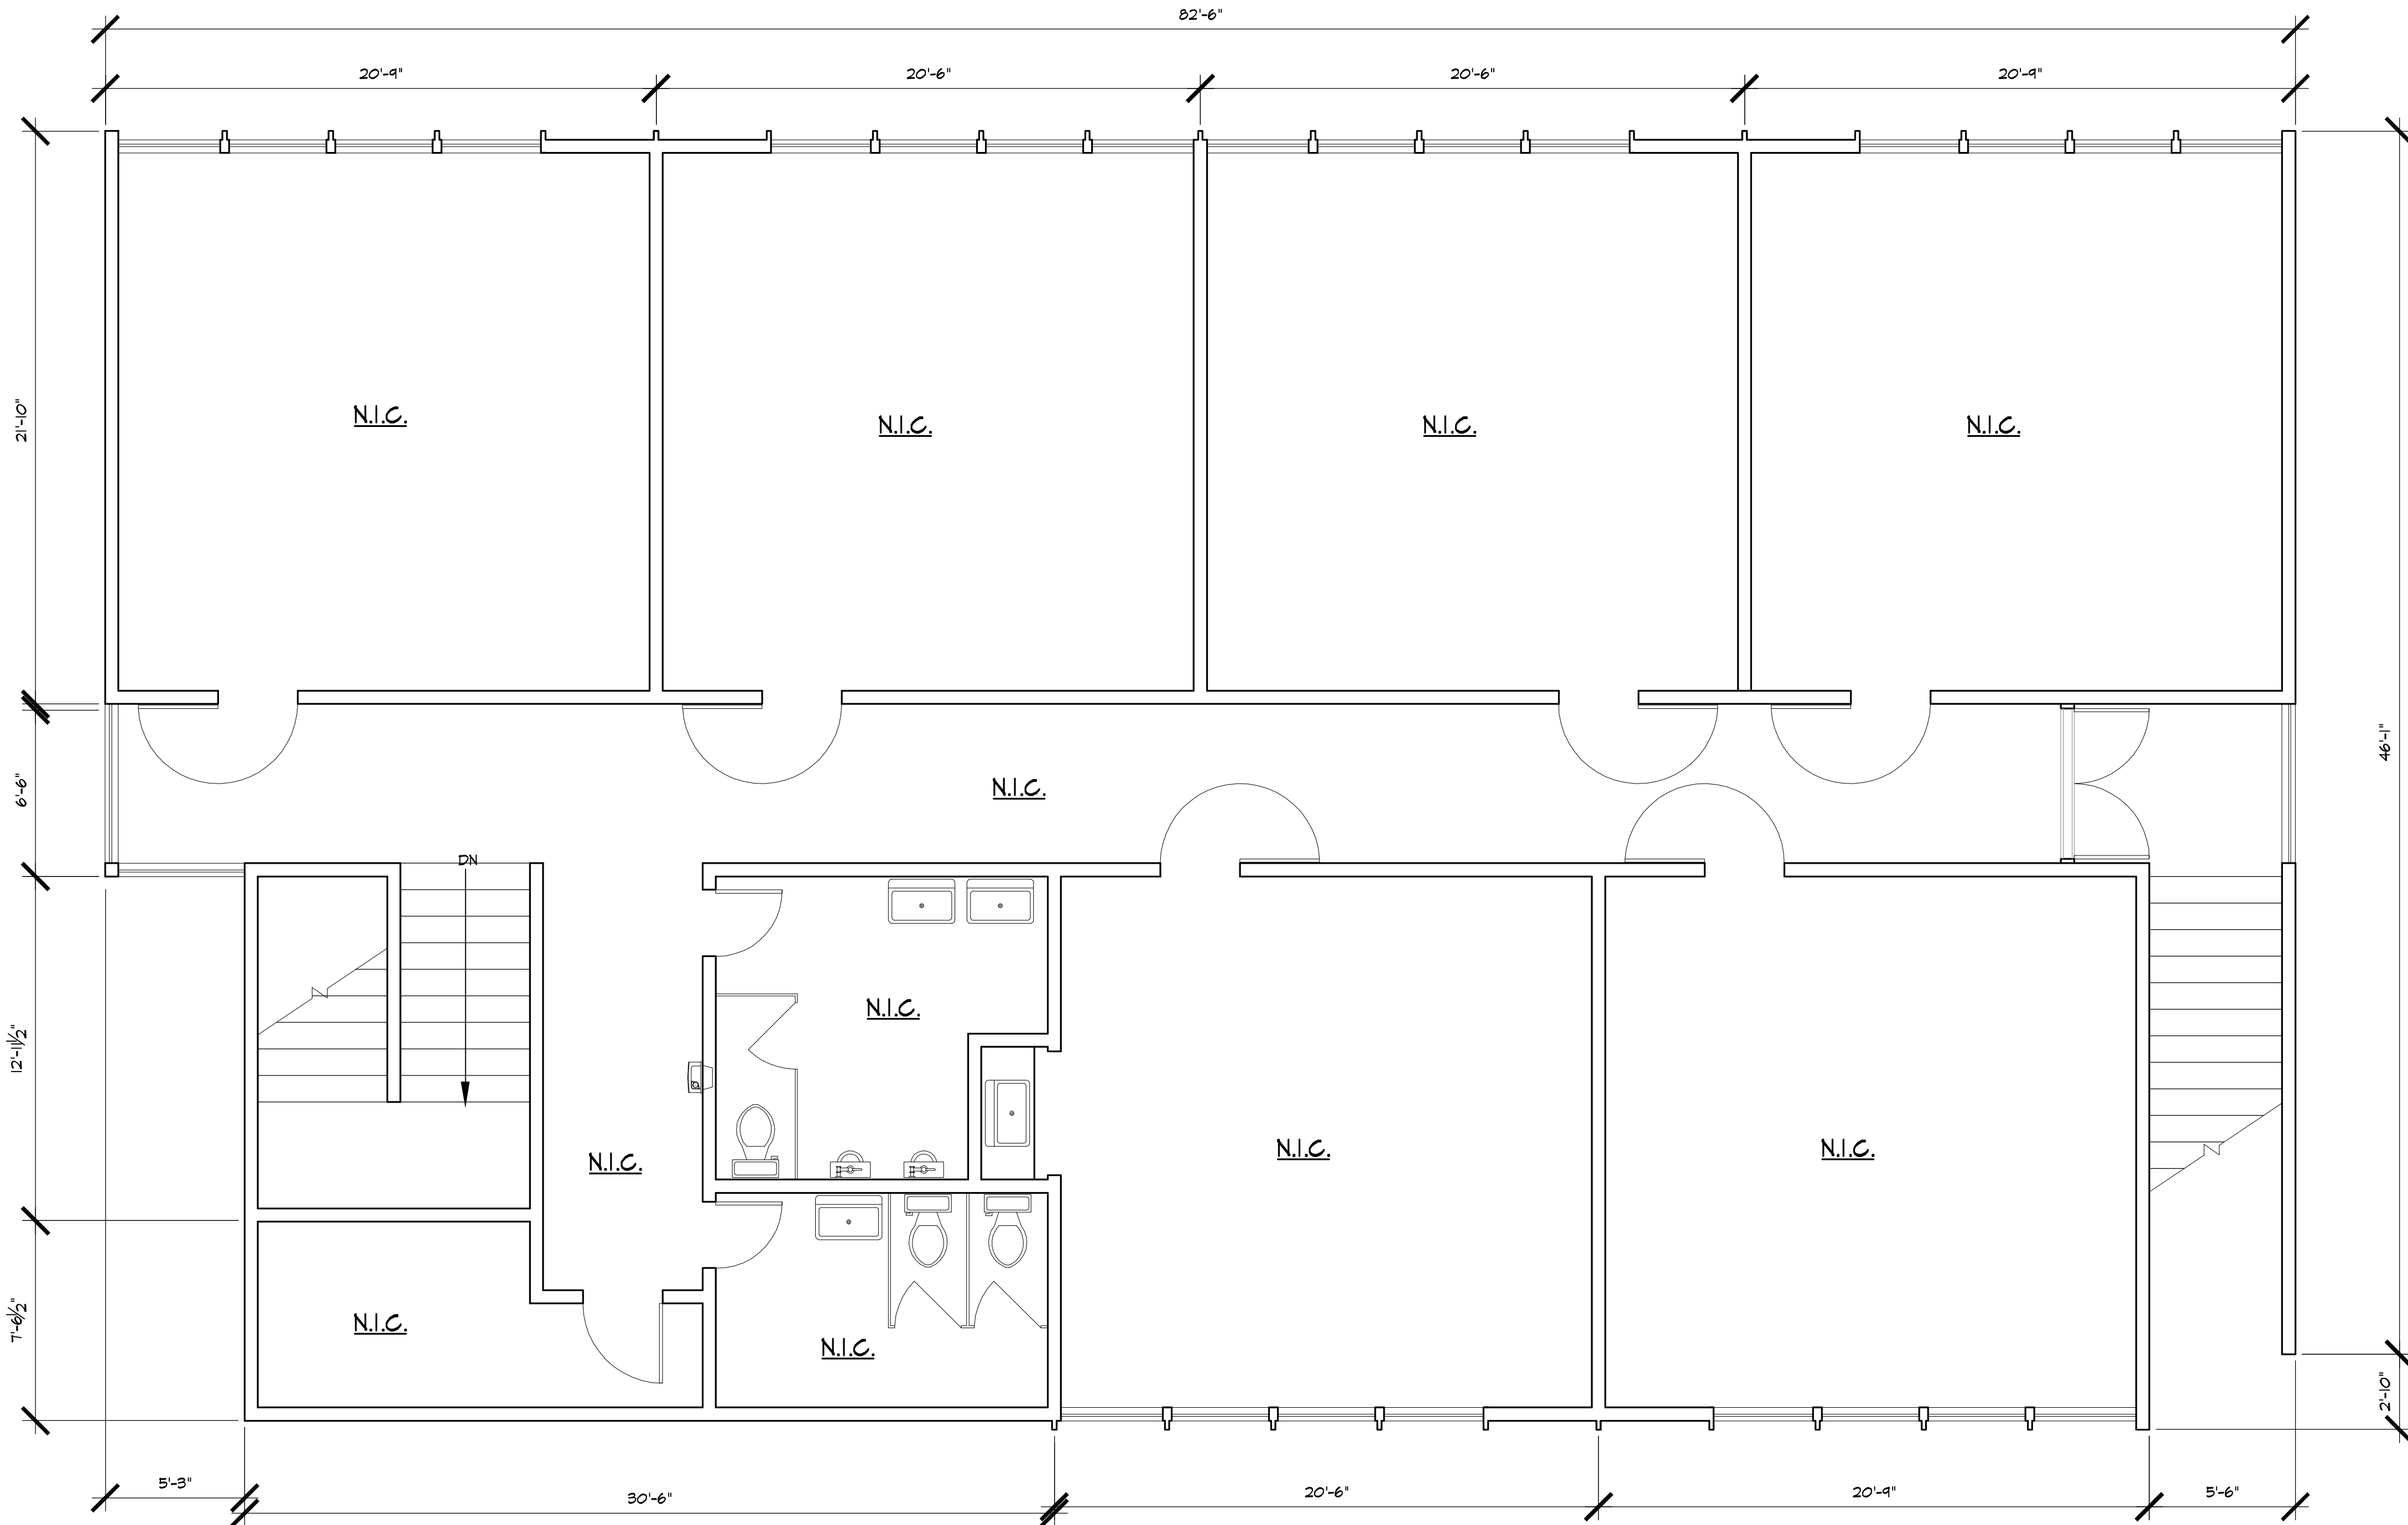 82'-6"
20'-9" 20'-6" 20'-6" 20'-9"
21'-10"
N.I.C. N.I.C. N.I.C. N.I.C.
46'-1"
6'-6"
N.I.C.
DN
N.I.C.
12'-11/2"
N.I.C. N.I.C. N.I.C.
7'-61/2"
N.I.C.
N.I.C.
2'-10"
5'-3" 30'-6" 20'-6" 20'-9" 5'-6"